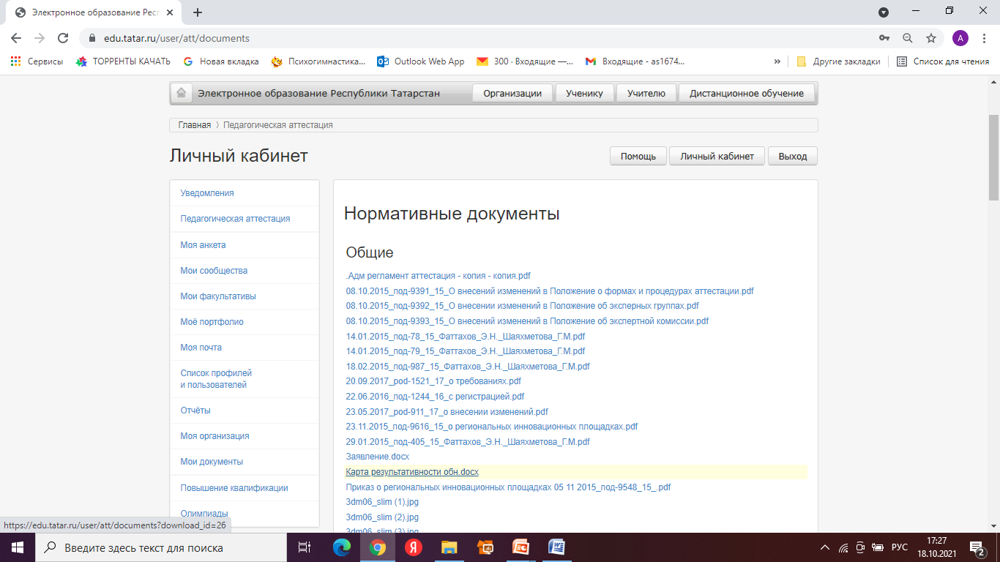 Электронное образование Респ
edu.tatar.ru/user/att/documents
А
Сервисы
ТОРРЕНТЫ КАЧАТЬ
Новая вкладка
Психогимнастика...
Outlook Web App
300 · Входящие —...
Входящие - as1674...
»
Другие закладки
Список для чтения
Электронное образование Республики Татарстан
Организации
Ученику
Учителю
Дистанционное обучение
Главная 〉 Педагогическая аттестация
Личный кабинет
Помощь
Личный кабинет
Выход
Уведомления
Педагогическая аттестация
Моя анкета
Мои сообщества
Мои факультативы
Моё портфолио
Моя почта
Список профилей
и пользователей
Отчёты
Моя организация
Мои документы
Повышение квалификации
Олимпиады
Нормативные документы
Общие
.Адм регламент аттестация - копия - копия.pdf
08.10.2015_под-9391_15_О внесений изменений в Положение о формах и процедурах аттестации.pdf
08.10.2015_под-9392_15_О внесений изменений в Положение об эксперных группах.pdf
08.10.2015_под-9393_15_О внесений изменений в Положение об экспертной комиссии.pdf
14.01.2015_под-78_15_Фаттахов_Э.Н._Шаяхметова_Г.М.pdf
14.01.2015_под-79_15_Фаттахов_Э.Н._Шаяхметова_Г.М.pdf
18.02.2015_под-987_15_Фаттахов_Э.Н._Шаяхметова_Г.М.pdf
20.09.2017_pod-1521_17_о требованиях.pdf
22.06.2016_под-1244_16_с регистрацией.pdf
23.05.2017_pod-911_17_о внесении изменений.pdf
23.11.2015_под-9616_15_о региональных инновационных площадках.pdf
29.01.2015_под-405_15_Фаттахов_Э.Н._Шаяхметова_Г.М.pdf
Заявление.docx
Карта результативности обн.docx
Приказ о региональных инновационных площадках 05 11 2015_под-9548_15_.pdf
3dm06_slim (1).jpg
3dm06_slim (2).jpg
3dm06_slim (3).jpg
https://edu.tatar.ru/user/att/documents?download_id=26
Введите здесь текст для поиска
РУС
17:27
18.10.2021
2